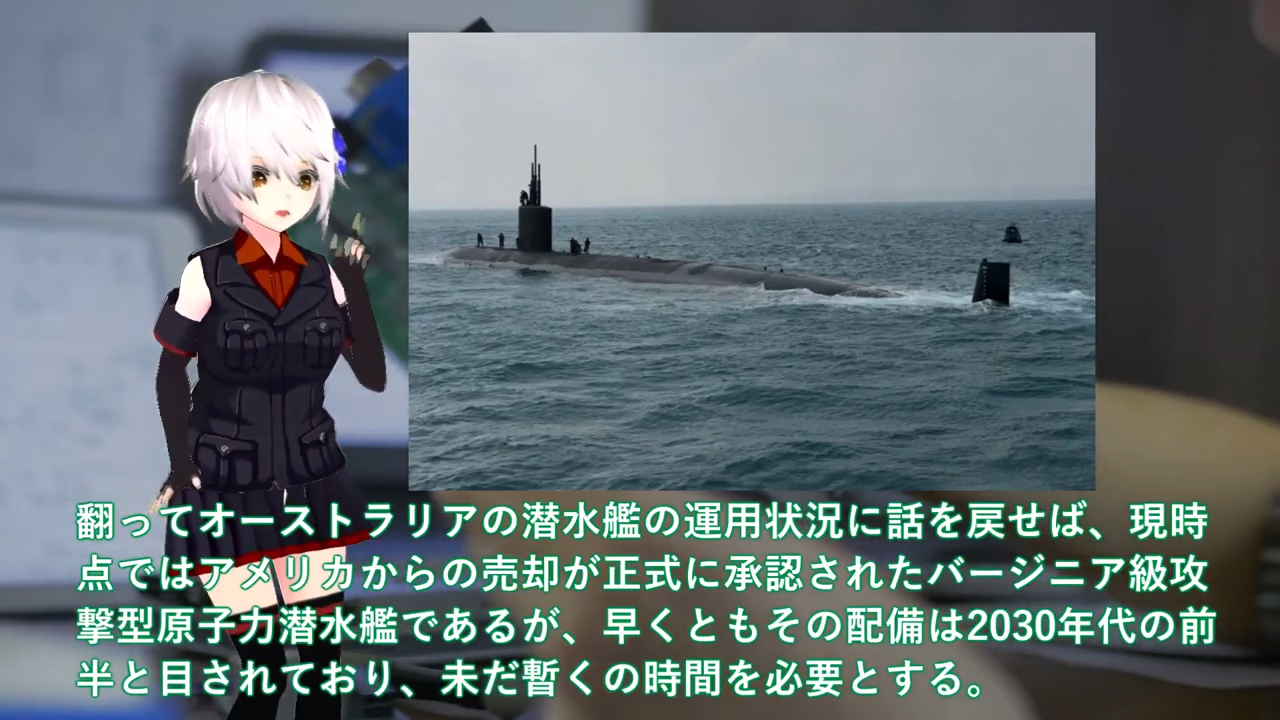 翻ってオーストラリアの潜水艦の運用状況に話を戻せば、現時
点ではアメリカからの売却が正式に承認されたバージニア級攻
撃型原子力潜水艦であるが、早くともその配備は2030年代の前
半と目されており、未だ暫くの時間を必要とする。